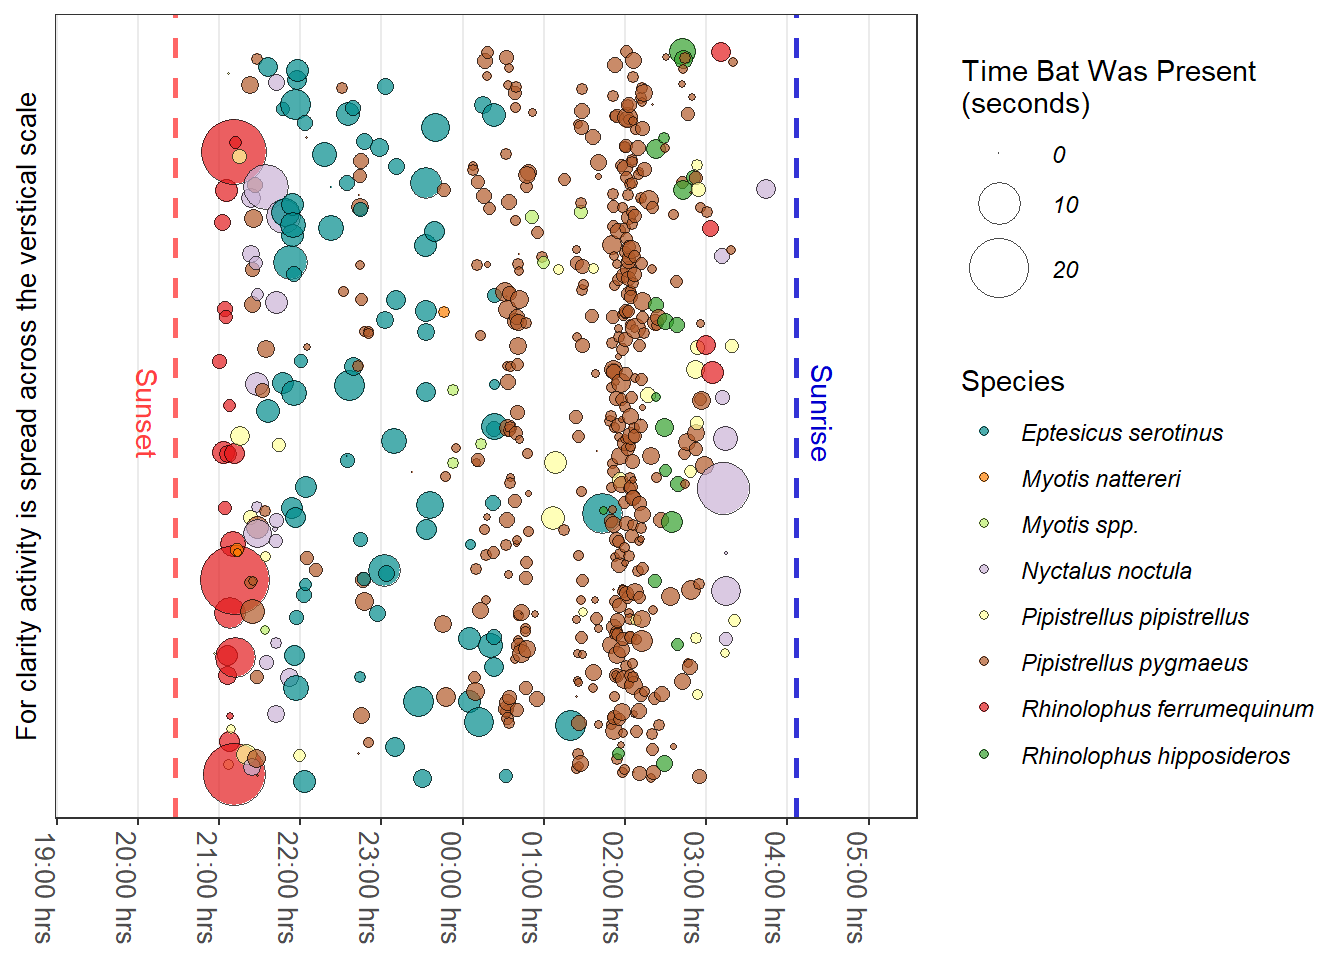 For clarity activity is spread across the verstical scale
Sunset
Sunrise
19:00 hrs
20:00 hrs
21:00 hrs
22:00 hrs
23:00 hrs
00:00 hrs
01:00 hrs
02:00 hrs
03:00 hrs
04:00 hrs
05:00 hrs
Time Bat Was Present
(seconds)
0
10
20
Species
Eptesicus serotinus
Myotis nattereri
Myotis spp.
Nyctalus noctula
Pipistrellus pipistrellus
Pipistrellus pygmaeus
Rhinolophus ferrumequinum
Rhinolophus hipposideros